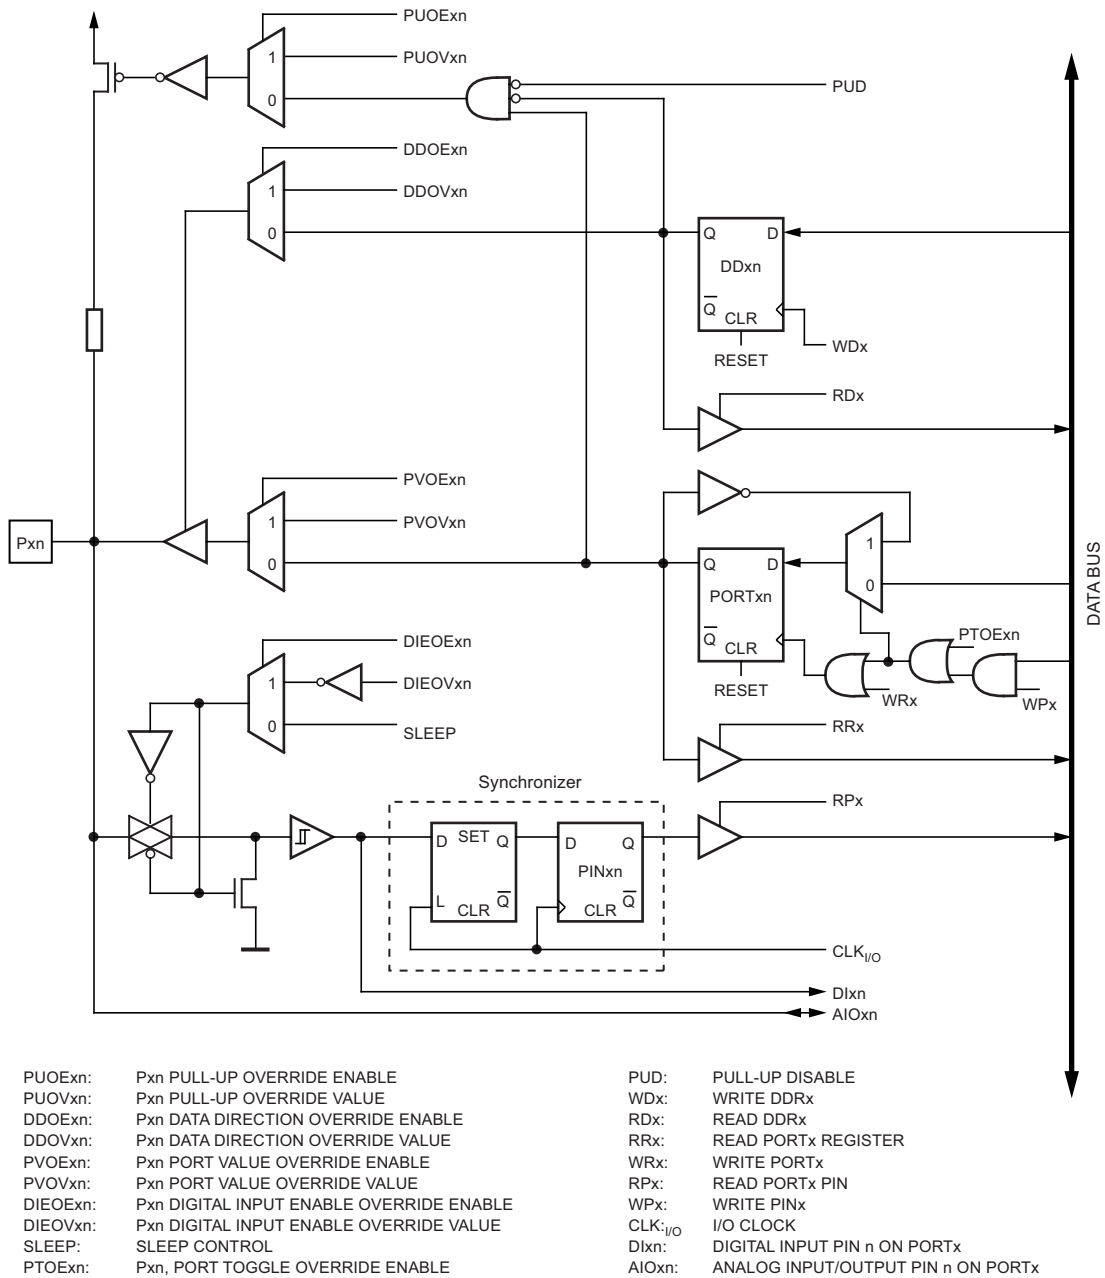 PUOExn
1
PUOVxn
PUD
0
DDOExn
1
DDOVxn
0
Q D
DDxn
Q
CLR
WDx
RESET
RDx
PVOExn
1
PVOVxn
Pxn
1
DATA BUS
0
Q D
0
PORTxn
PTOExn
Q
CLR
DIEOExn
RESET
WRx
WPx
1
DIEOVxn
0
SLEEP
RRx
Synchronizer
RPx
D SET Q
D Q
PINxn
L
CLR Q
CLR Q
CLKI/O
DIxn
AIOxn
PUOExn: Pxn PULL-UP OVERRIDE ENABLE
PUOVxn: Pxn PULL-UP OVERRIDE VALUE
DDOExn: Pxn DATA DIRECTION OVERRIDE ENABLE
DDOVxn: Pxn DATA DIRECTION OVERRIDE VALUE
PVOExn: Pxn PORT VALUE OVERRIDE ENABLE
PVOVxn: Pxn PORT VALUE OVERRIDE VALUE
DIEOExn: Pxn DIGITAL INPUT ENABLE OVERRIDE ENABLE
DIEOVxn: Pxn DIGITAL INPUT ENABLE OVERRIDE VALUE
SLEEP: SLEEP CONTROL
PTOExn: Pxn, PORT TOGGLE OVERRIDE ENABLE
PUD: PULL-UP DISABLE
WDx: WRITE DDRx
RDx: READ DDRx
RRx: READ PORTx REGISTER
WRx: WRITE PORTx
RPx: READ PORTx PIN
WPx: WRITE PINx
CLK:I/O I/O CLOCK
DIxn: DIGITAL INPUT PIN n ON PORTx
AIOxn: ANALOG INPUT/OUTPUT PIN n ON PORTx